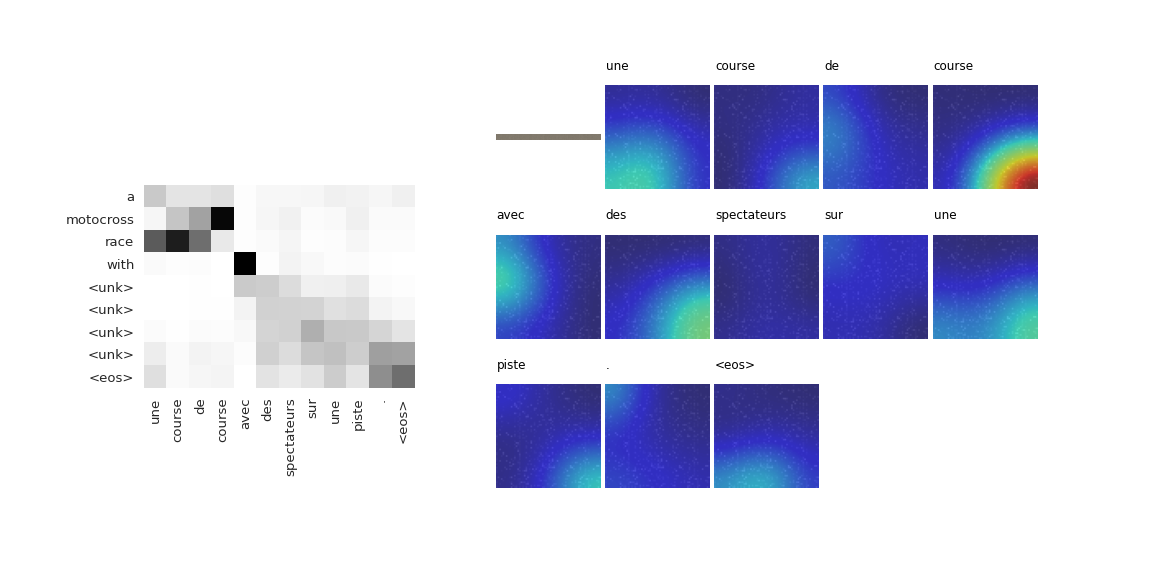 a
motocross
race
with
<unk>
<unk>
<unk>
<unk>
<eos>
une
course
de
course
avec
des
spectateurs
sur
une
piste
.
<eos>
une course de course
avec des spectateurs sur une
piste . <eos>